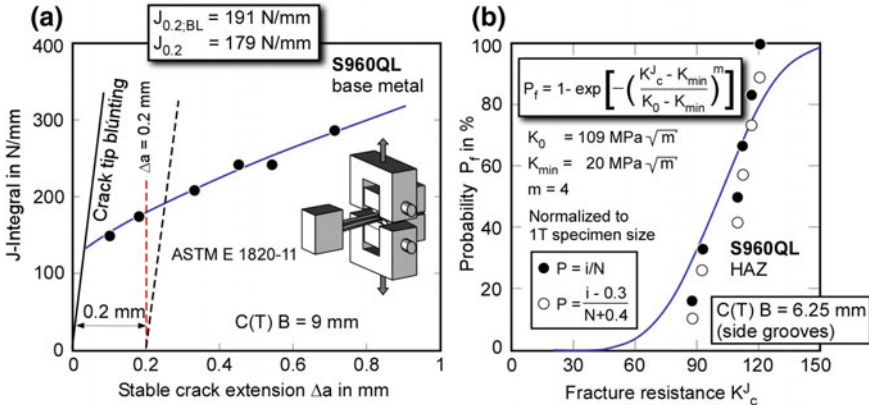 (a)
J0.2;BL = 191 N/mm
J0.2 = 179 N/mm
S960QL
base metal
J-Integral in N/mm
400
300
200
100
0
Crack tip blúnting
Δa = 0.2 mm
ASTM E 1820-11
0.2 mm
C(T) B = 9 mm
0
0.2
0.4
0.6
0.8
1
Stable crack extension Δa in mm
(b)
Probability Pf in %
100
80
60
40
20
0
Pf = 1- exp [-((KJc - Kmin)/(K0 - Kmin))^m]
K0 = 109 MPa √m
Kmin = 20 MPa √m
m = 4
Normalized to
1T specimen size
S960QL
HAZ
P = i/N
P = (i - 0.3)/(N+0.4)
C(T) B = 6.25 mm
(side grooves)
0
30
60
90
120
150
Fracture resistance KJc